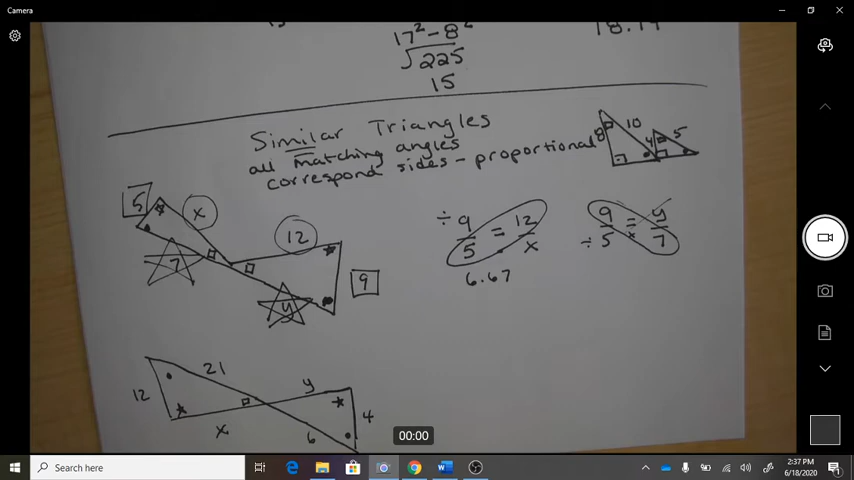 Camera
17² - 8²
18.19
√225
15
Similar Triangles
all matching angles
correspond sides - proportional
8
10
4
5
5
x
12
7
9
y
÷ 9/5 = 12/x
6.67
÷ 9/5 = y/7
12
21
y
4
x
6
00:00
Search here
2:37 PM
6/18/2020